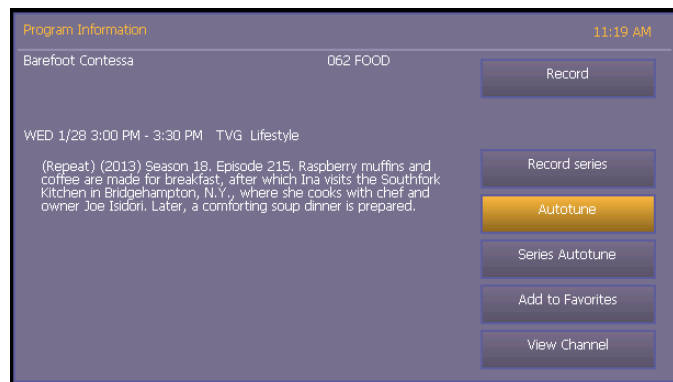 Program Information 11:19 AM
Barefoot Contessa 062 FOOD
Record
WED 1/28 3:00 PM - 3:30 PM TVG Lifestyle
(Repeat) (2013) Season 18. Episode 215. Raspberry muffins and
coffee are made for breakfast, after which Ina visits the Southfork
Kitchen in Bridgehampton, N.Y., where she cooks with chef and
owner Joe Isidori. Later, a comforting soup dinner is prepared.
Record series
Autotune
Series Autotune
Add to Favorites
View Channel